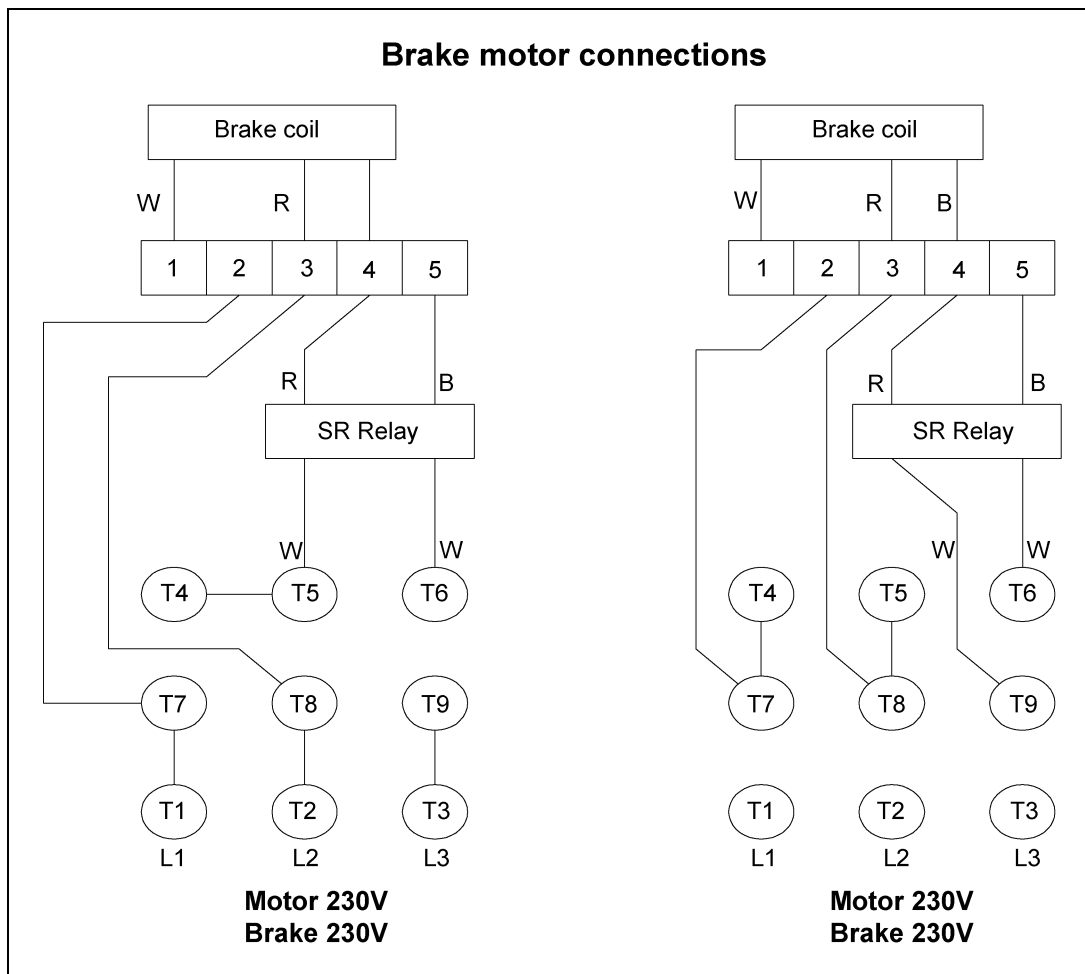 Brake motor connections
Brake coil
W R
1 2 3 4 5
R B
SR Relay
W W
T4 T5 T6
T7 T8 T9
T1 T2 T3
L1 L2 L3
Motor 230V
Brake 230V
Brake coil
W R B
1 2 3 4 5
R B
SR Relay
W W
T4 T5 T6
T7 T8 T9
T1 T2 T3
L1 L2 L3
Motor 230V
Brake 230V